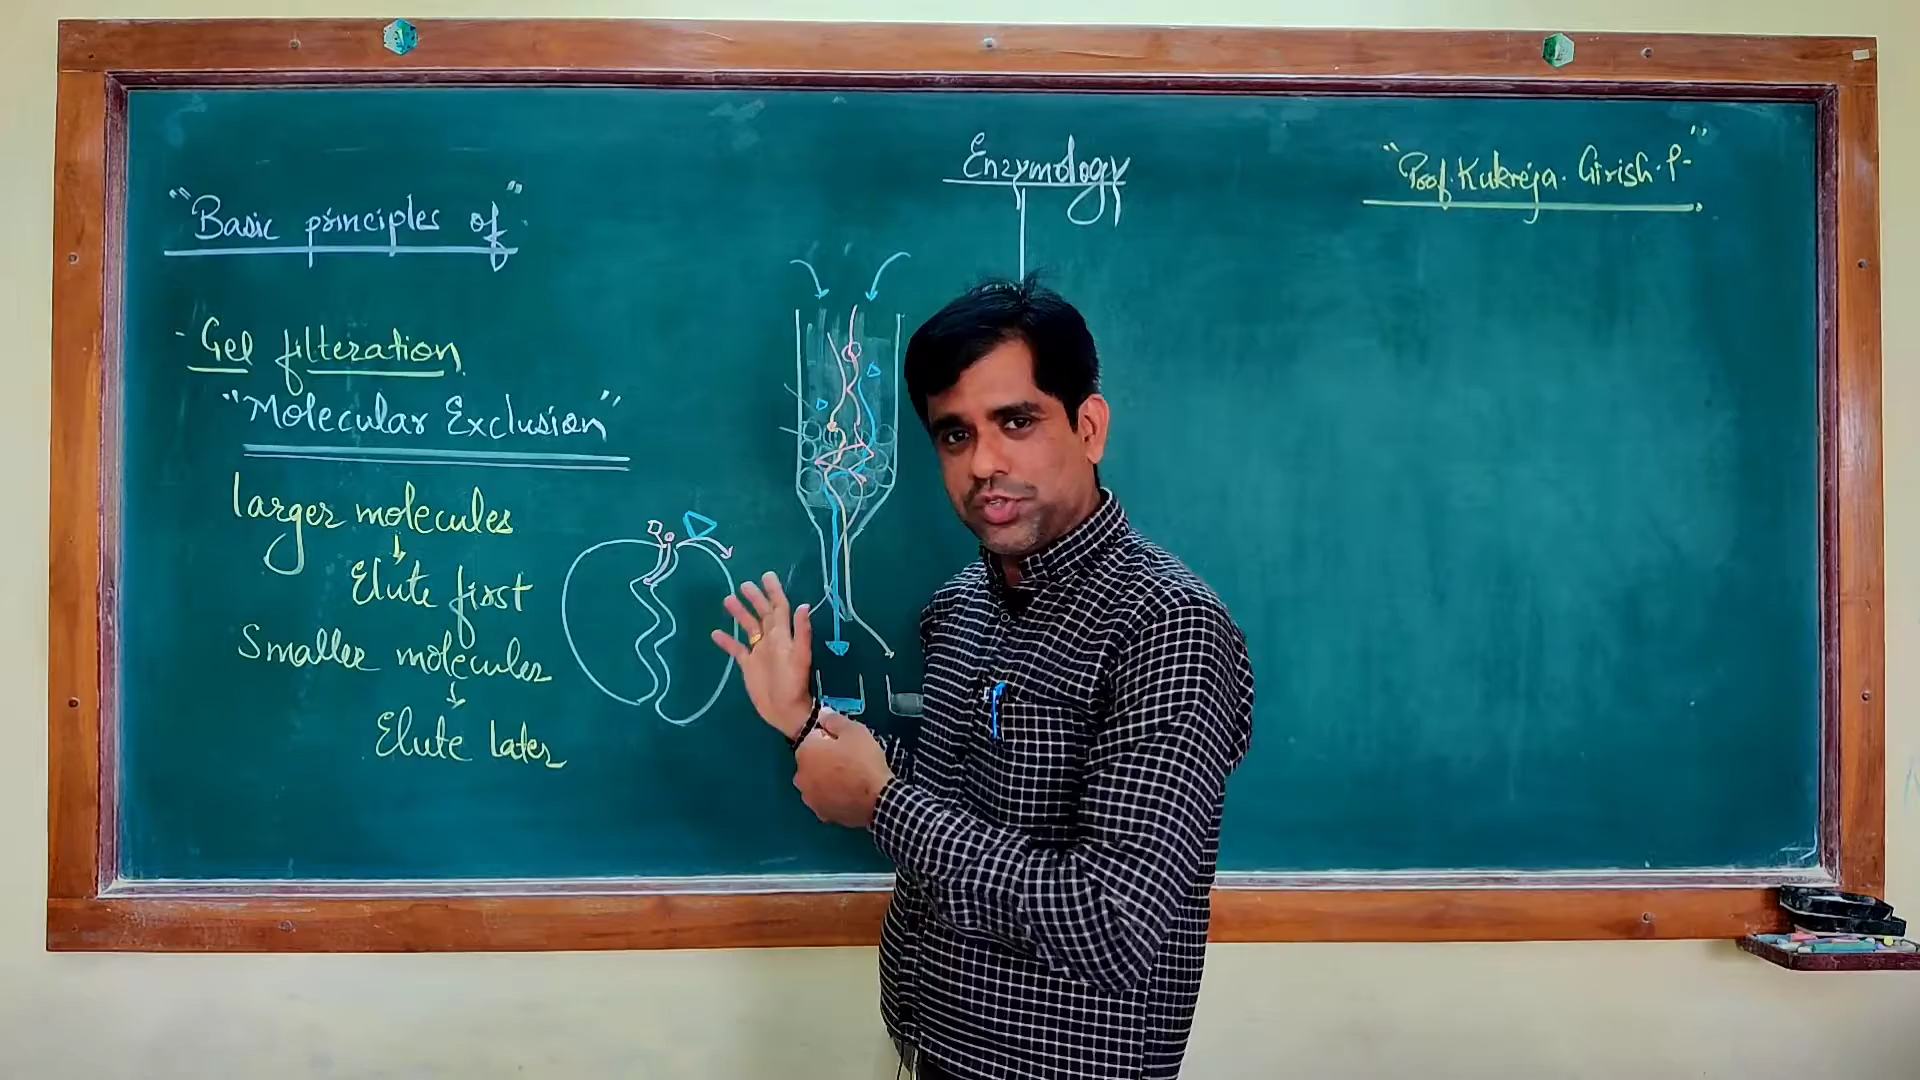 Enzymology
"Prof. Kukreja. Girish. P-"
"Basic principles of"
- Gel filteration
"Molecular Exclusion"
larger molecules
Elute first
Smaller molecules
Elute later